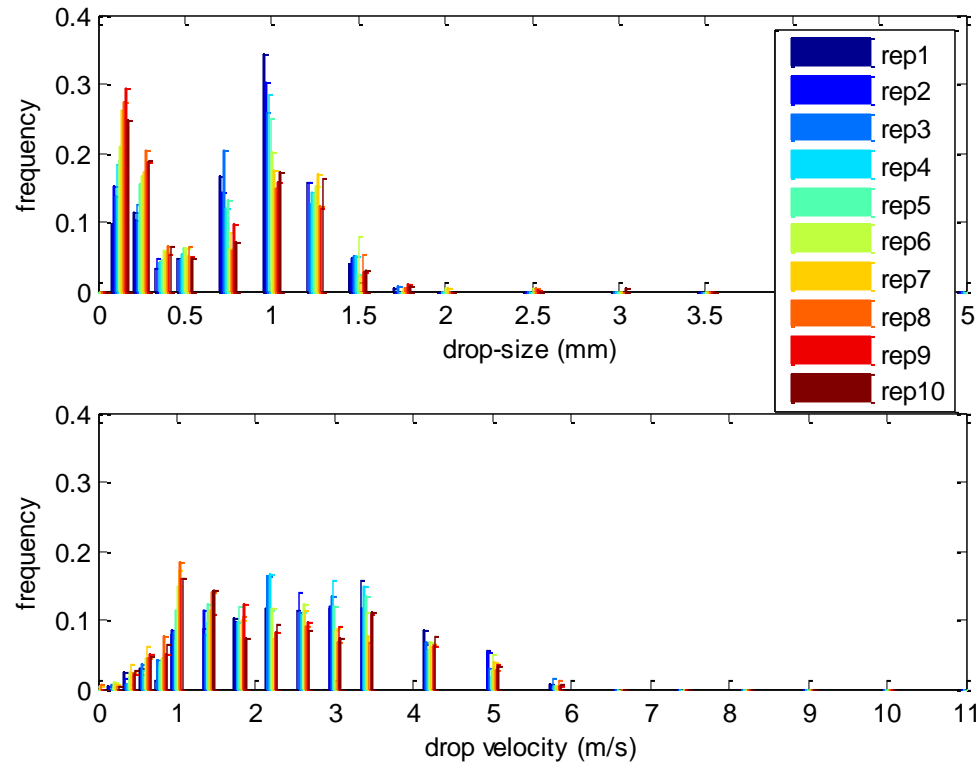 0.4
0.3
0.2
0.1
0
frequency
0 0.5 1 1.5 2 2.5 3 3.5 5
drop-size (mm)
rep1
rep2
rep3
rep4
rep5
rep6
rep7
rep8
rep9
rep10
0.4
0.3
0.2
0.1
0
frequency
0 1 2 3 4 5 6 7 8 9 10 11
drop velocity (m/s)